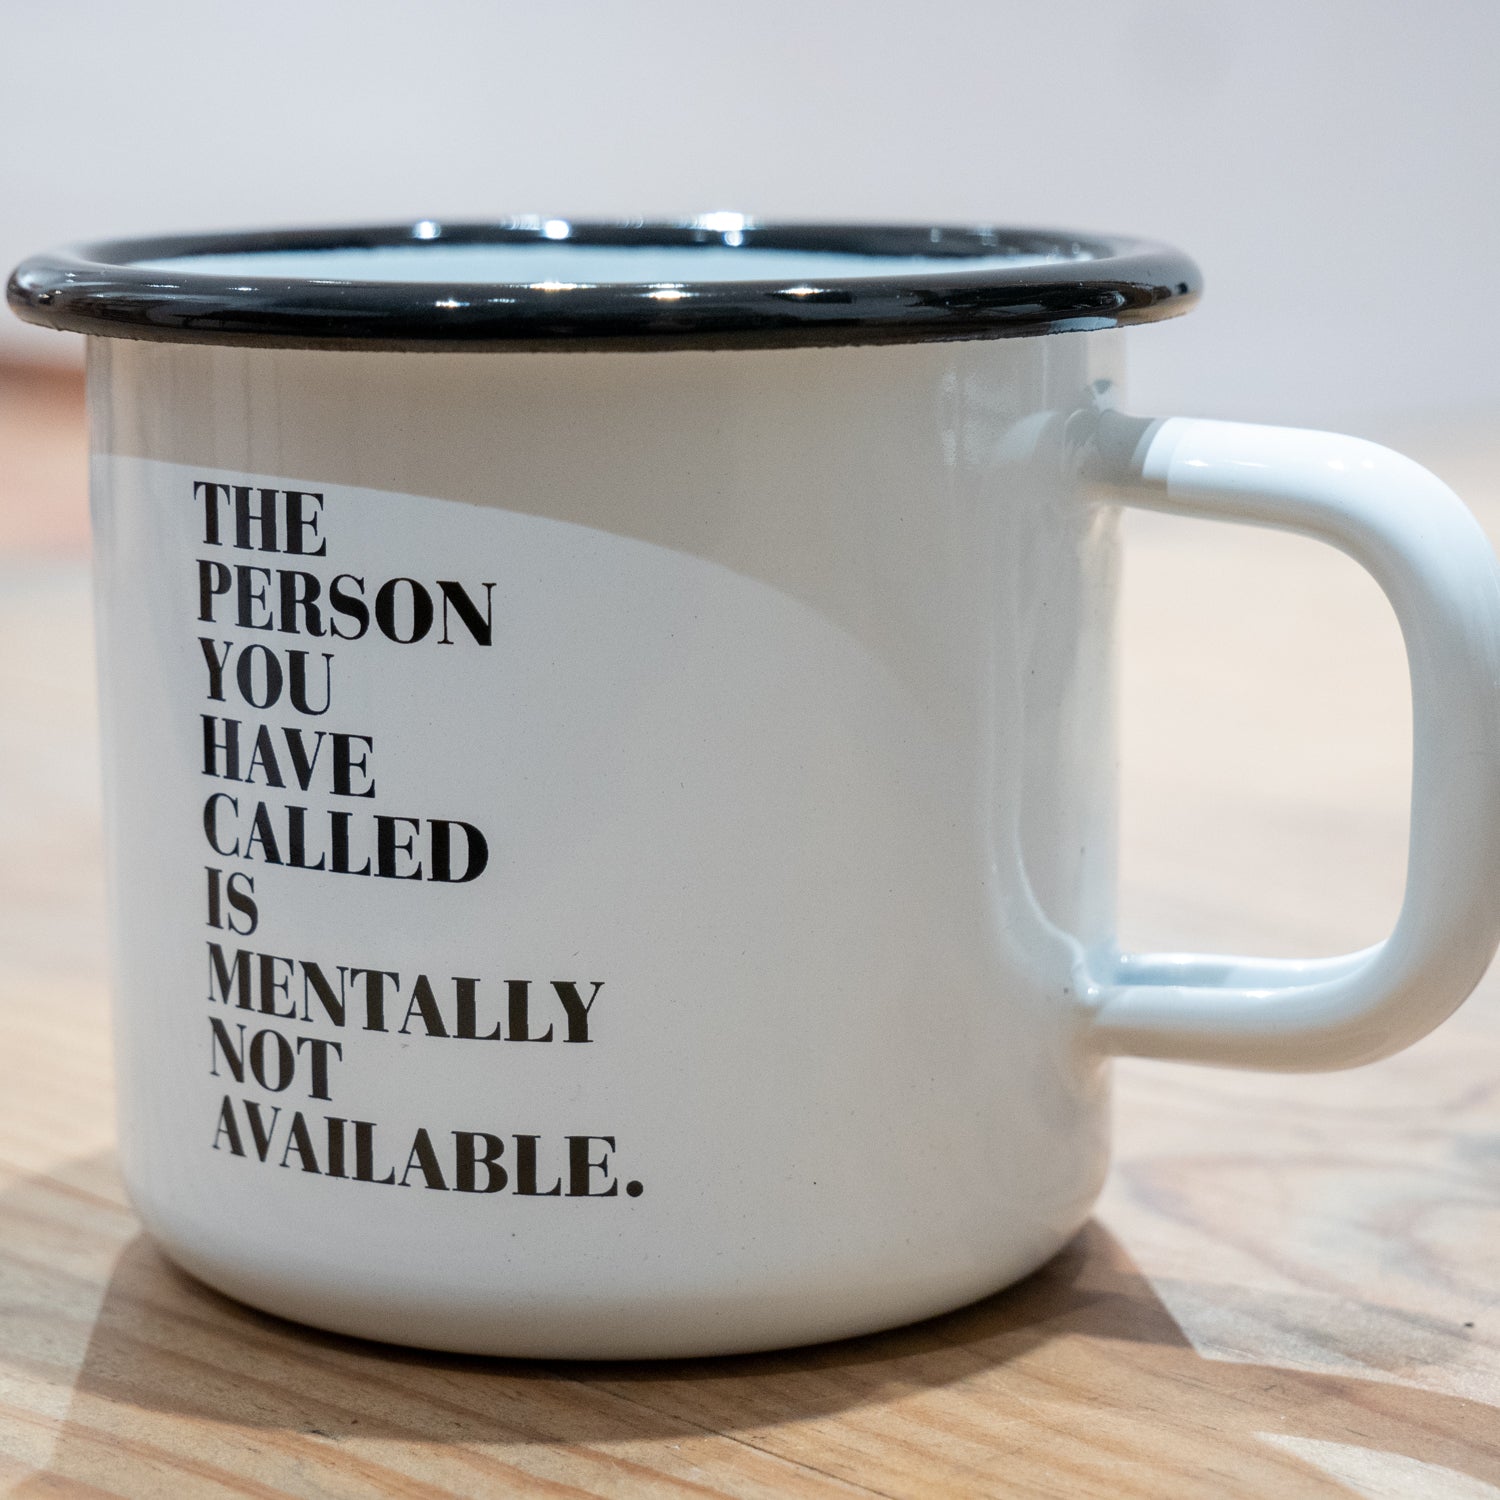 THE
PERSON
YOU
HAVE
CALLED
IS
MENTALLY
NOT
AVAILABLE.